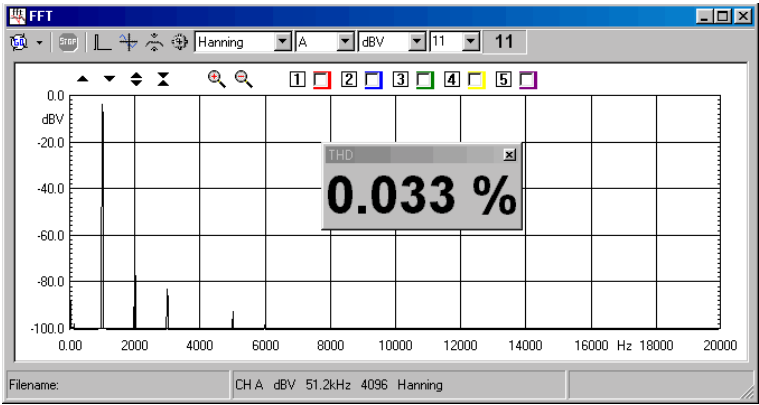 FFT
GO STOP Hanning A dBV 11 11
1 2 3 4 5
0.0
dBV
-20.0
-40.0
-60.0
-80.0
-100.0
THD
0.033 %
0.00 2000 4000 6000 8000 10000 12000 14000 16000 Hz 18000 20000
Filename: CH A dBV 51.2kHz 4096 Hanning